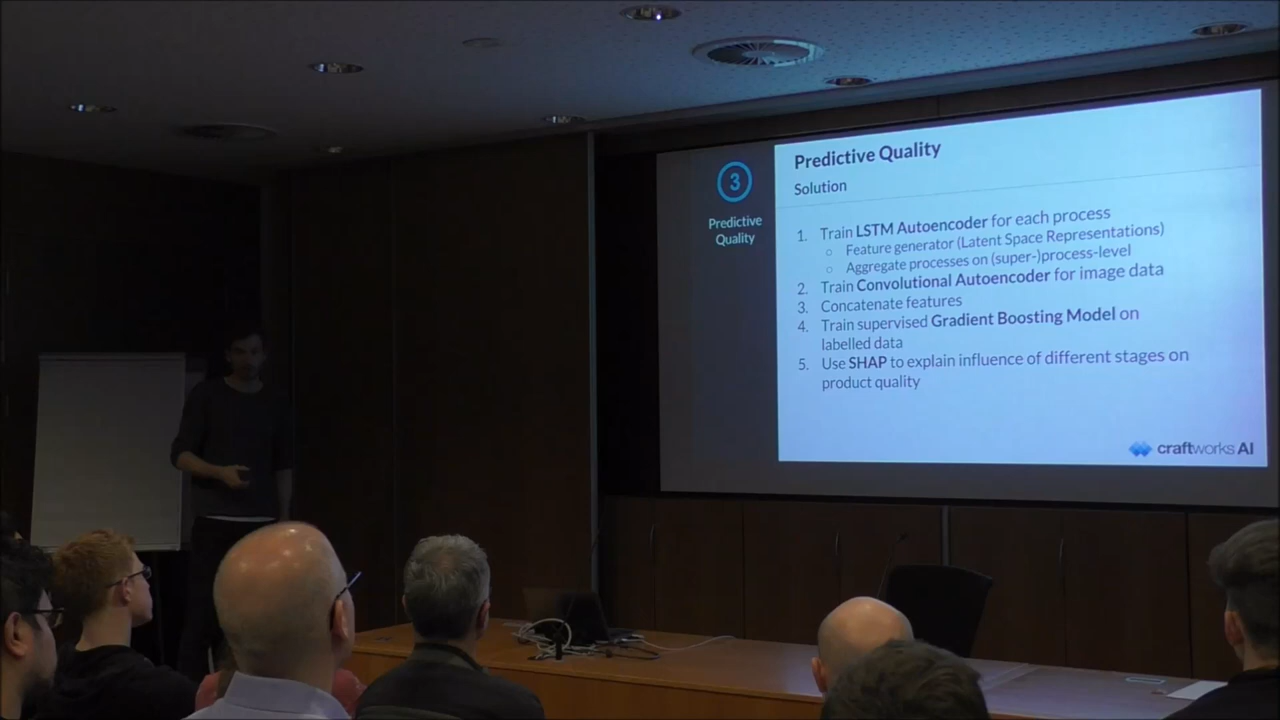 3
Predictive
Quality
Predictive Quality
Solution
1. Train LSTM Autoencoder for each process
○ Feature generator (Latent Space Representations)
○ Aggregate processes on (super-)process-level
2. Train Convolutional Autoencoder for image data
3. Concatenate features
4. Train supervised Gradient Boosting Model on
labelled data
5. Use SHAP to explain influence of different stages on
product quality
craftworks AI